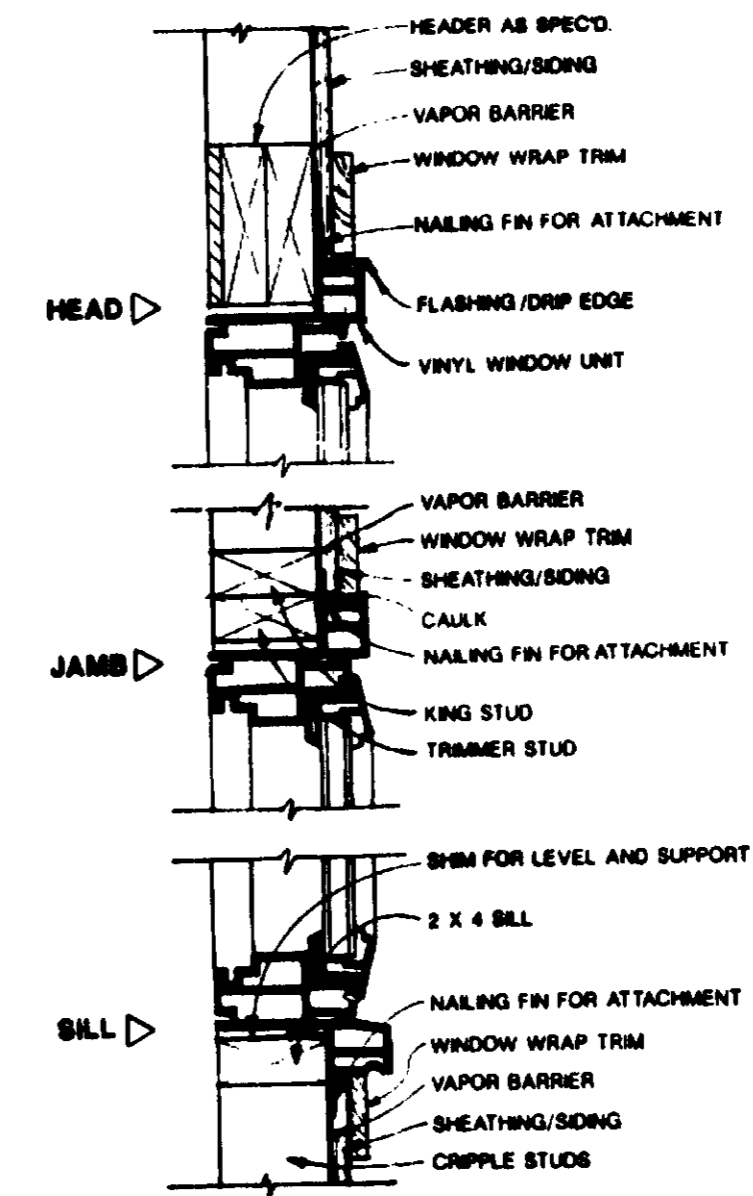 HEADER AS SPEC'D.
SHEATHING/SIDING
VAPOR BARRIER
WINDOW WRAP TRIM
NAILING FIN FOR ATTACHMENT
HEAD
FLASHING/DRIP EDGE
VINYL WINDOW UNIT
VAPOR BARRIER
WINDOW WRAP TRIM
SHEATHING/SIDING
CAULK
NAILING FIN FOR ATTACHMENT
JAMB
KING STUD
TRIMMER STUD
SHIM FOR LEVEL AND SUPPORT
2 X 4 SILL
NAILING FIN FOR ATTACHMENT
SILL
WINDOW WRAP TRIM
VAPOR BARRIER
SHEATHING/SIDING
CRIPPLE STUDS